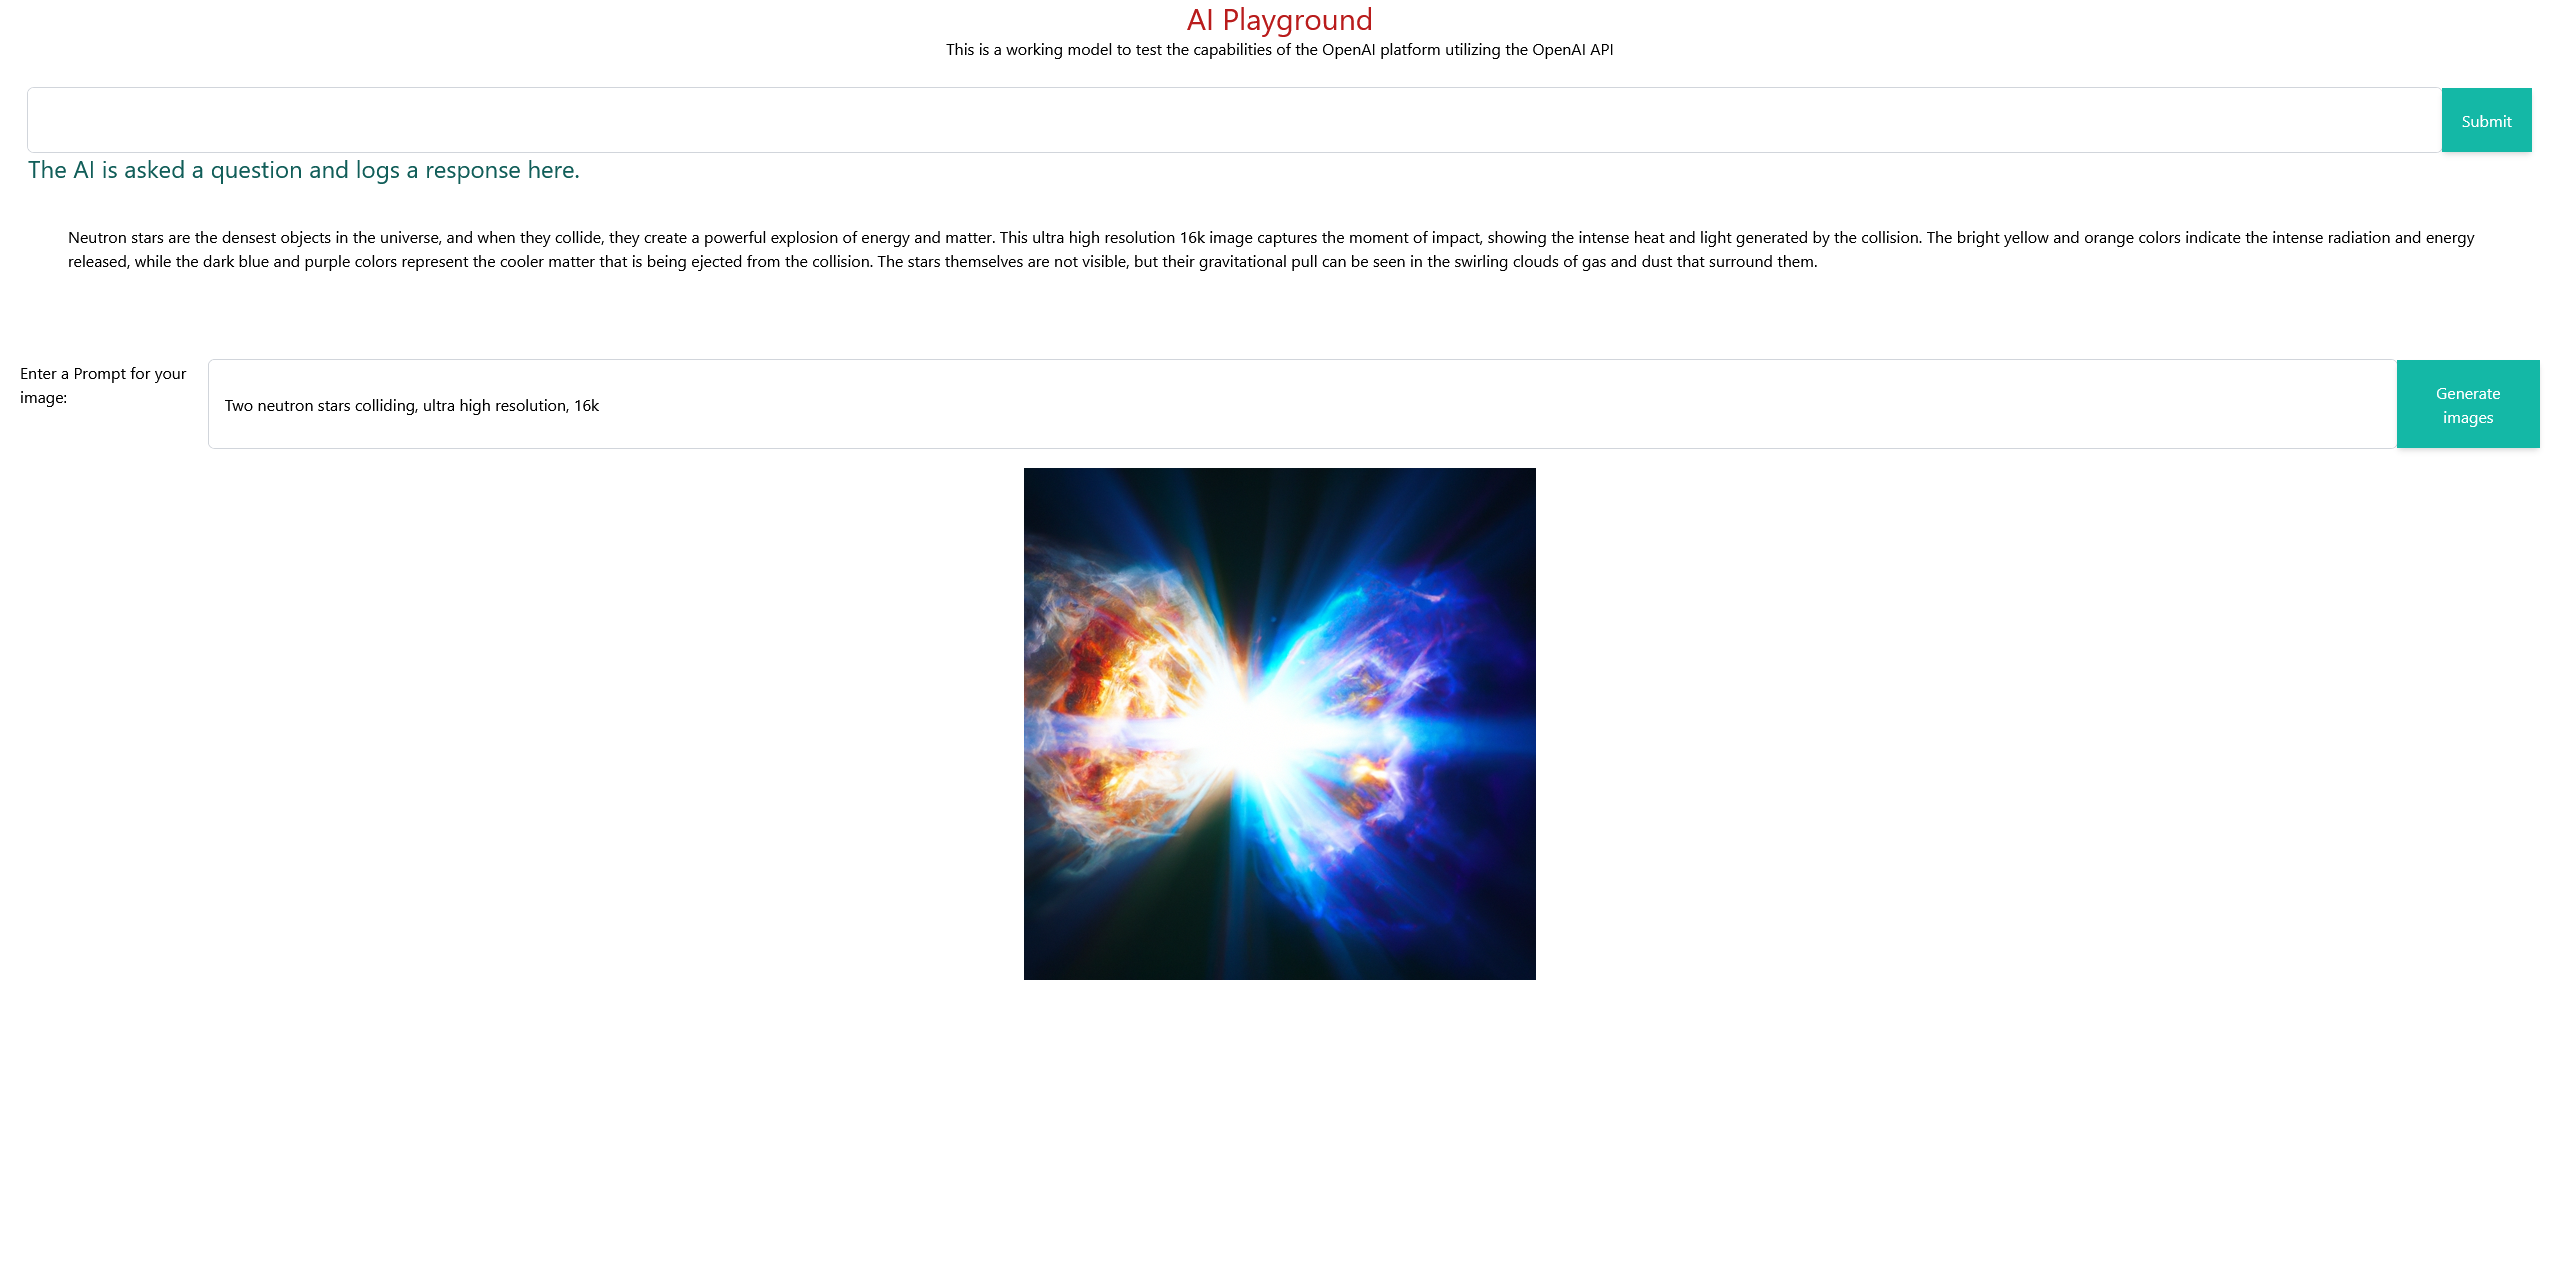 AI Playground
This is a working model to test the capabilities of the OpenAI platform utilizing the OpenAI API
Submit
The AI is asked a question and logs a response here.
Neutron stars are the densest objects in the universe, and when they collide, they create a powerful explosion of energy and matter. This ultra high resolution 16k image captures the moment of impact, showing the intense heat and light generated by the collision. The bright yellow and orange colors indicate the intense radiation and energy
released, while the dark blue and purple colors represent the cooler matter that is being ejected from the collision. The stars themselves are not visible, but their gravitational pull can be seen in the swirling clouds of gas and dust that surround them.
Enter a Prompt for your
image:
Two neutron stars colliding, ultra high resolution, 16k
Generate
images